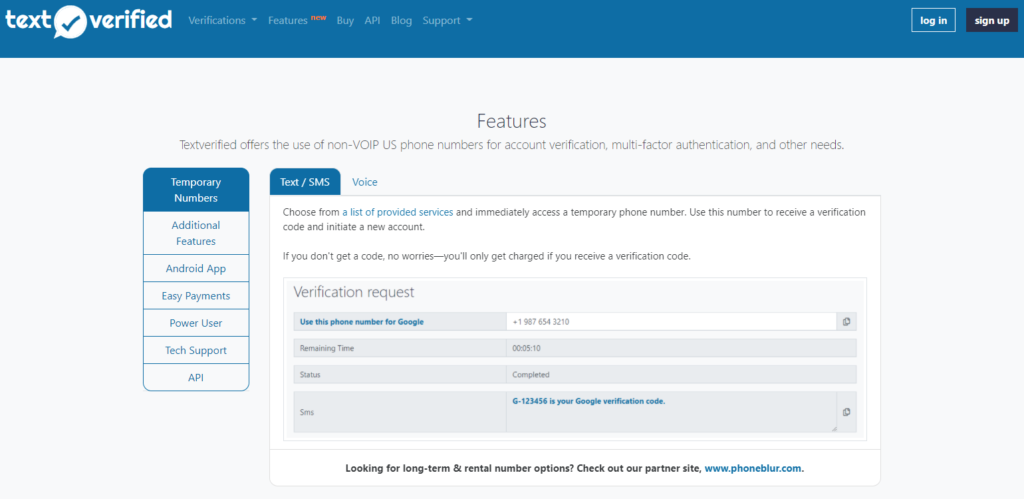 textverified
Verifications Features new Buy API Blog Support
log in
sign up
Features
Textverified offers the use of non-VOIP US phone numbers for account verification, multi-factor authentication, and other needs.
Temporary
Numbers
Additional
Features
Android App
Easy Payments
Power User
Tech Support
API
Text / SMS
Voice
Choose from a list of provided services and immediately access a temporary phone number. Use this number to receive a verification
code and initiate a new account.
If you don't get a code, no worries—you'll only get charged if you receive a verification code.
Verification request
Use this phone number for Google +1 987 654 3210
Remaining Time 00:05:10
Status Completed
Sms G-123456 is your Google verification code.
Looking for long-term & rental number options? Check out our partner site, www.phoneblur.com.